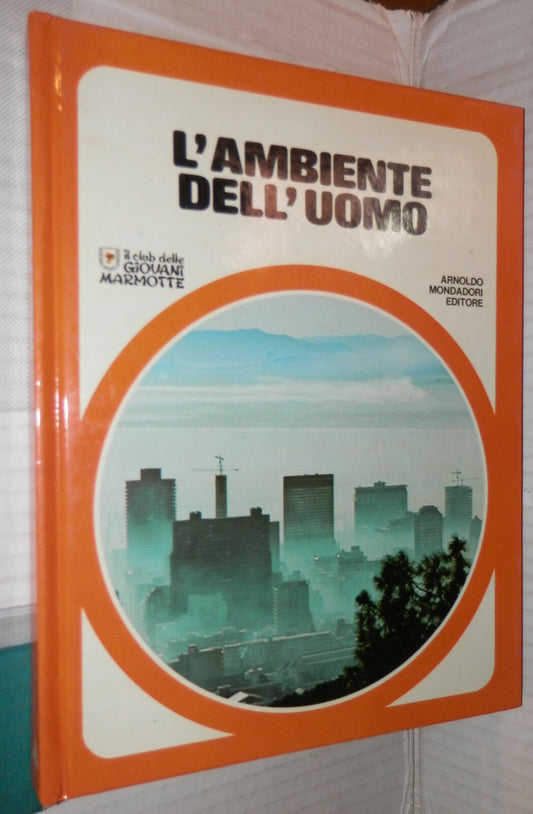 L'AMBIENTE
DELL'UOMO
il club delle
GIOVANI
MARMOTTE
ARNOLDO
MONDADORI
EDITORE